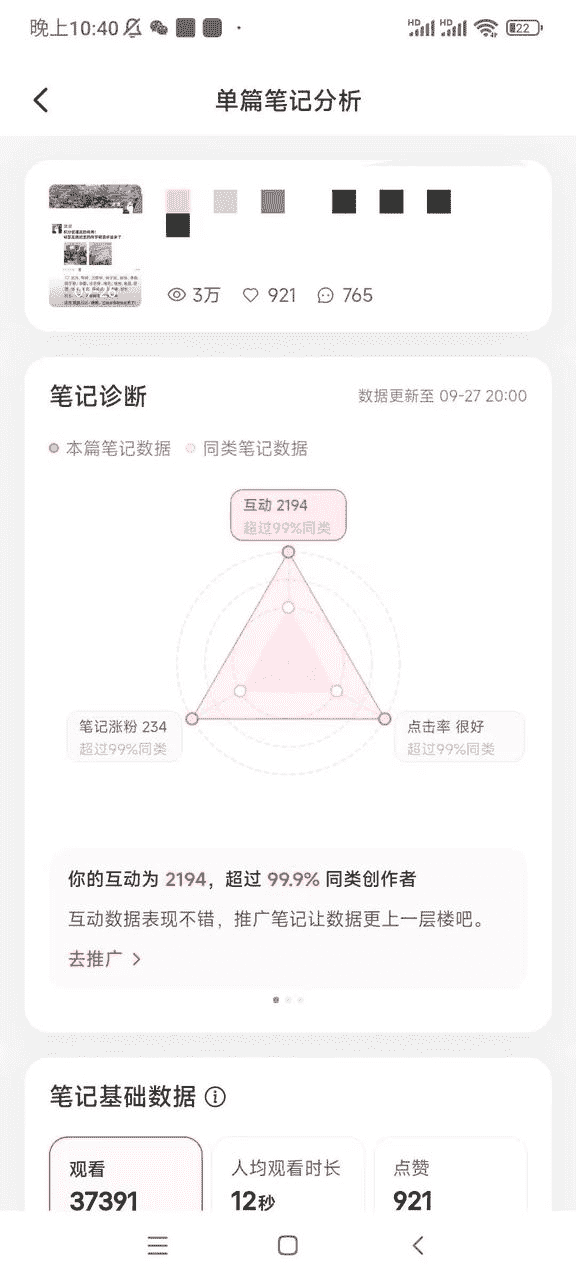 晚上10:40
HD HD 22
单篇笔记分析
3万 921 765
笔记诊断
数据更新至 09-27 20:00
本篇笔记数据 同类笔记数据
互动 2194
超过99%同类
笔记涨粉 234
超过99%同类
点击率 很好
超过99%同类
你的互动为 2194，超过 99.9% 同类创作者
互动数据表现不错，推广笔记让数据更上一层楼吧。
去推广
笔记基础数据
观看
37391
人均观看时长
12秒
点赞
921